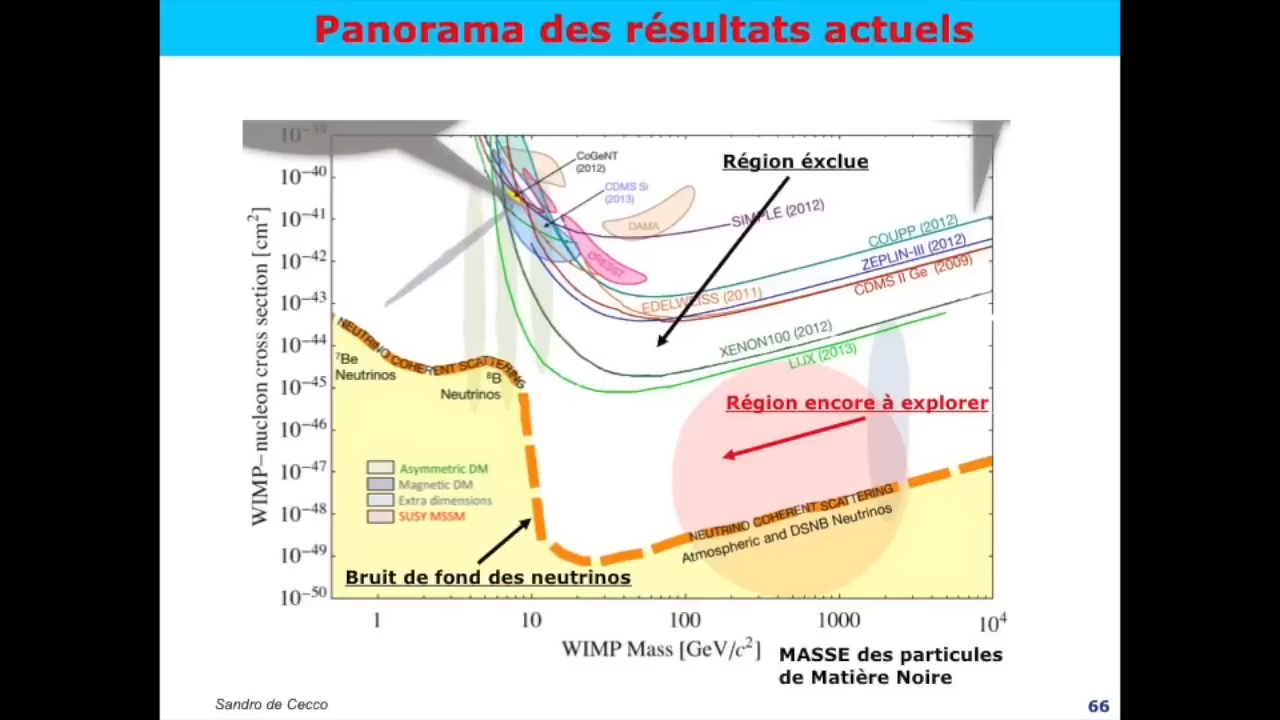 Panorama des résultats actuels
10−39
10−40
10−41
10−42
10−43
10−44
10−45
10−46
10−47
10−48
10−49
10−50
WIMP−nucleon cross section [cm2]
CoGeNT
(2012)
CDMS Si
(2013)
DAMA
CRESST
Région éxclue
SIMPLE (2012)
COUPP (2012)
ZEPLIN-III (2012)
CDMS II Ge (2009)
EDELWEISS (2011)
XENON100 (2012)
LUX (2013)
NEUTRINO COHERENT SCATTERING
7Be
Neutrinos
8B
Neutrinos
Région encore à explorer
Asymmetric DM
Magnetic DM
Extra dimensions
SUSY MSSM
NEUTRINO COHERENT SCATTERING
Atmospheric and DSNB Neutrinos
Bruit de fond des neutrinos
1 10 100 1000 104
WIMP Mass [GeV/c2]
MASSE des particules
de Matière Noire
Sandro de Cecco
66